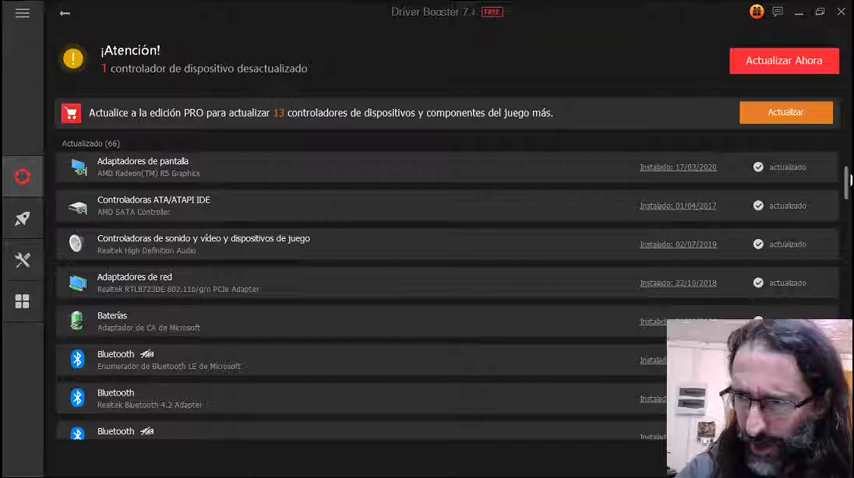 Driver Booster 7.4 FREE
¡Atención!
1 controlador de dispositivo desactualizado
Actualizar Ahora
Actualice a la edición PRO para actualizar 13 controladores de dispositivos y componentes del juego más.
Actualizar
Actualizado (66)
Adaptadores de pantalla
AMD Radeon(TM) R5 Graphics
Instalado: 17/03/2020
actualizado
Controladoras ATA/ATAPI IDE
AMD SATA Controller
Instalado: 01/04/2017
actualizado
Controladoras de sonido y vídeo y dispositivos de juego
Realtek High Definition Audio
Instalado: 02/07/2019
actualizado
Adaptadores de red
Realtek RTL8723DE 802.11b/g/n PCIe Adapter
Instalado: 22/10/2018
actualizado
Baterías
Adaptador de CA de Microsoft
Bluetooth
Enumerador de Bluetooth LE de Microsoft
Bluetooth
Realtek Bluetooth 4.2 Adapter
Bluetooth